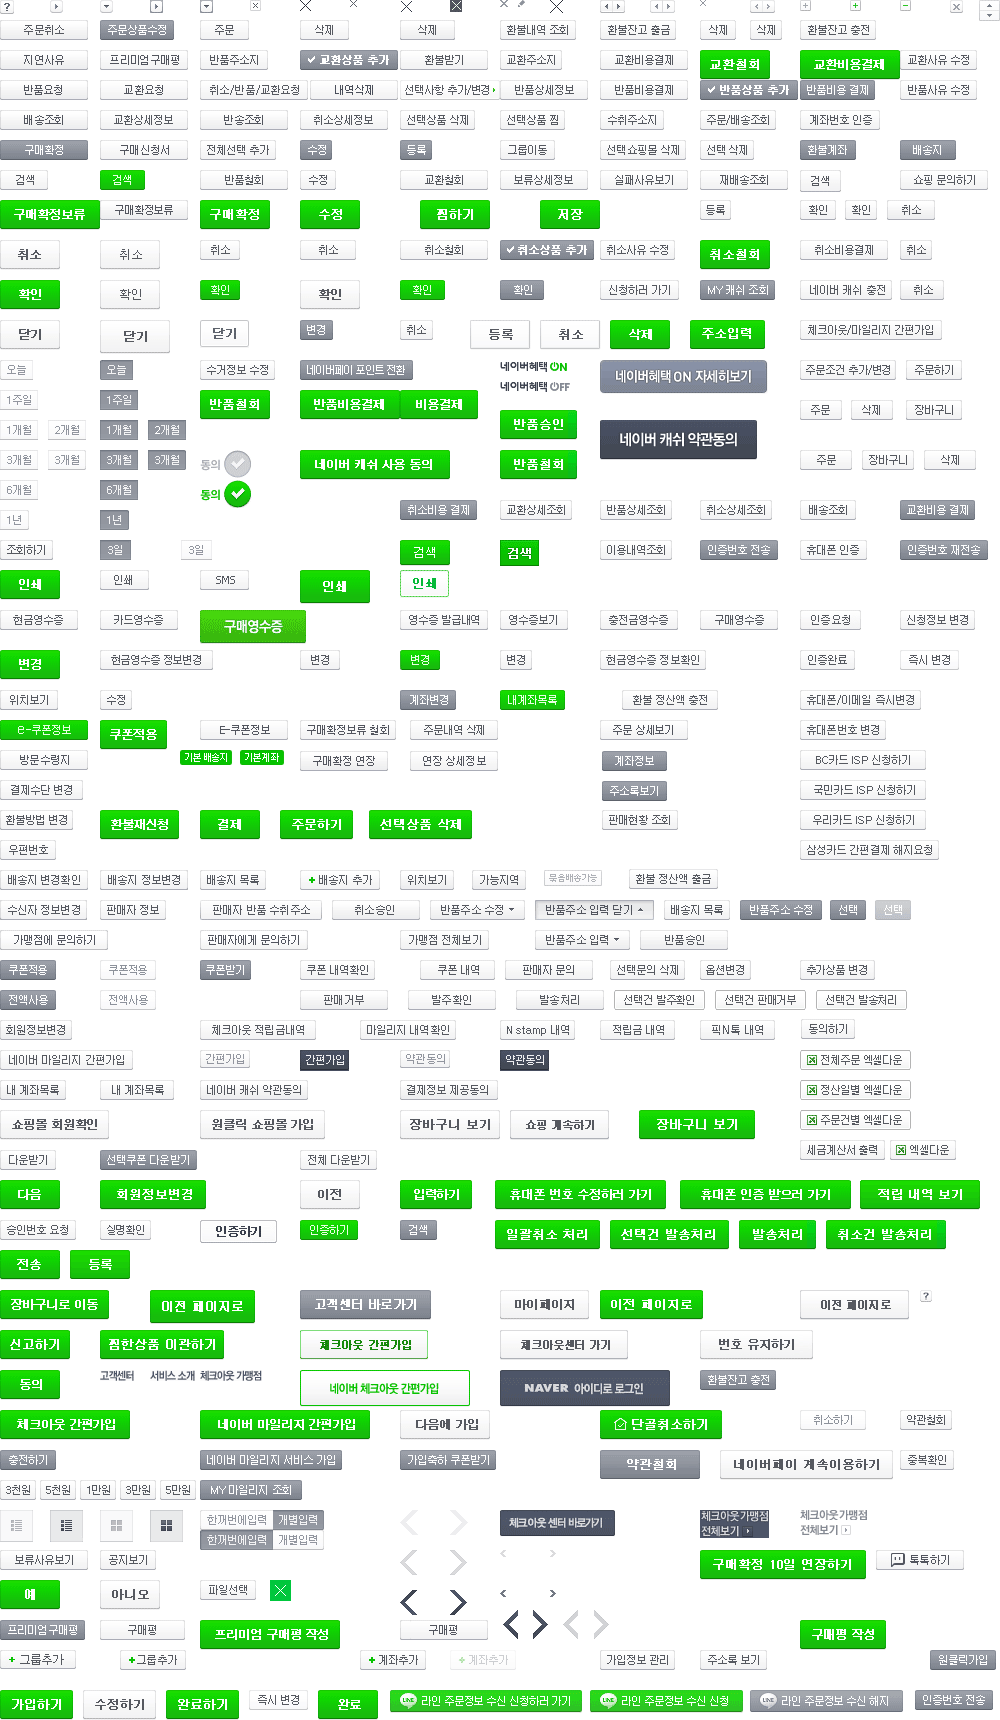 ?
주문취소 주문상품수정 주문 삭제 삭제 환불내역 조회 환불잔고 출금 삭제 삭제 환불잔고 충전
지연사유 프리미엄구매평 반품주소지 교환상품 추가 환불받기 교환주소지 교환비용결제 교환철회 교환비용결제 교환사유 수정
반품요청 교환요청 취소/반품/교환요청 내역삭제 선택사항 추가/변경 반품상세정보 반품비용결제 반품상품 추가 반품비용 결제 반품사유 수정
배송조회 교환상세정보 반송조회 취소상세정보 선택상품 삭제 선택상품 찜 수취주소지 주문/배송조회 계좌번호 인증
구매확정 구매신청서 전체선택 추가 수정 등록 그룹이동 선택쇼핑몰 삭제 선택 삭제 환불계좌 배송지
검색 검색 반품철회 수정 교환철회 보류상세정보 실패사유보기 재배송조회 검색 쇼핑 문의하기
구매확정보류 구매확정보류 구매확정 수정 찜하기 저장 등록 확인 확인 취소
취소 취소 취소 취소 취소철회 취소상품 추가 취소사유 수정 취소철회 취소비용결제 취소
확인 확인 확인 확인 확인 확인 신청하러 가기 MY캐쉬 조회 네이버 캐쉬 충전 취소
닫기 닫기 닫기 변경 취소 등록 취소 삭제 주소입력 체크아웃/마일리지 간편가입
오늘 오늘 수거정보 수정 네이버페이 포인트 전환 네이버혜택 ON 네이버혜택 ON 자세히보기 주문조건 추가/변경 주문하기
네이버혜택 OFF
1주일 1주일 반품철회 반품비용결제 비용결제 반품승인 주문 삭제 장바구니
1개월 2개월 1개월 2개월 네이버 캐쉬 약관동의
3개월 3개월 3개월 3개월 동의 네이버 캐쉬 사용 동의 반품철회 주문 장바구니 삭제
6개월 6개월 동의
1년 1년 취소비용 결제 교환상세조회 반품상세조회 취소상세조회 배송조회 교환비용 결제
조회하기 3일 3일 검색 검색 이용내역조회 인증번호 전송 휴대폰 인증 인증번호 재전송
인쇄 인쇄 SMS 인쇄 인쇄
현금영수증 카드영수증 구매영수증 영수증 발급내역 영수증보기 충전금영수증 구매영수증 인증요청 신청정보 변경
변경 현금영수증 정보변경 변경 변경 변경 현금영수증 정보확인 인증완료 즉시 변경
위치보기 수정 계좌변경 내계좌목록 환불 정산액 충전 휴대폰/이메일 즉시변경
e-쿠폰정보 쿠폰적용 E-쿠폰정보 구매확정보류 철회 주문내역 삭제 주문 상세보기 휴대폰번호 변경
방문수령지 기본배송지 기본계좌 구매확정 연장 연장 상세정보 계좌정보 BC카드 ISP 신청하기
결제수단 변경 주소록보기 국민카드 ISP 신청하기
환불방법 변경 환불재신청 결제 주문하기 선택상품 삭제 판매현황 조회 우리카드 ISP 신청하기
우편번호 삼성카드 간편결제 해지요청
배송지 변경확인 배송지 정보변경 배송지 목록 + 배송지 추가 위치보기 가능지역 묶음배송가능 환불 정산액 출금
수신자 정보변경 판매자 정보 판매자 반품 수취주소 취소승인 반품주소 수정 반품주소 입력 닫기 배송지 목록 반품주소 수정 선택 선택
가맹점에 문의하기 판매자에게 문의하기 가맹점 전체보기 반품주소 입력 반품승인
쿠폰적용 쿠폰적용 쿠폰받기 쿠폰 내역확인 쿠폰 내역 판매자 문의 선택문의 삭제 옵션변경 추가상품 변경
전액사용 전액사용 판매거부 발주확인 발송처리 선택건 발주확인 선택건 판매거부 선택건 발송처리
회원정보변경 체크아웃 적립금내역 마일리지 내역확인 N stamp 내역 적립금 내역 픽N톡 내역 동의하기
네이버 마일리지 간편가입 간편가입 간편가입 약관동의 약관동의 전체주문 엑셀다운
내 계좌목록 내 계좌목록 네이버 캐쉬 약관동의 결제정보 제공동의 정산일별 엑셀다운
쇼핑몰 회원확인 원클릭 쇼핑몰 가입 장바구니 보기 쇼핑 계속하기 장바구니 보기 주문건별 엑셀다운
세금계산서 출력 엑셀다운
다운받기 선택쿠폰 다운받기 전체 다운받기
다음 회원정보변경 이전 입력하기 휴대폰 번호 수정하러 가기 휴대폰 인증 받으러 가기 적립 내역 보기
승인번호 요청 실명확인 인증하기 인증하기 검색 일괄취소 처리 선택건 발송처리 발송처리 취소건 발송처리
전송 등록
장바구니로 이동 이전 페이지로 고객센터 바로가기 마이페이지 이전 페이지로 이전 페이지로 ?
신고하기 찜한상품 이관하기 체크아웃 간편가입 체크아웃센터 가기 번호 유지하기
동의 고객센터 서비스 소개 체크아웃 가맹점 네이버 체크아웃 간편가입 NAVER 아이디로 로그인 환불잔고 충전
체크아웃 간편가입 네이버 마일리지 간편가입 다음에 가입 단골취소하기 취소하기 약관철회
충전하기 네이버 마일리지 서비스 가입 가입축하 쿠폰받기 약관철회 네이버페이 계속이용하기 중복확인
3천원 5천원 1만원 3만원 5만원 MY마일리지 조회
한꺼번에입력 개별입력 체크아웃 센터 바로가기 체크아웃가맹점 체크아웃 가맹점
한꺼번에입력 개별입력 전체보기 전체보기
보류사유보기 공지보기 구매확정 10일 연장하기 톡톡하기
예 아니오 파일선택
프리미엄구매평 구매평 프리미엄 구매평 작성 구매평 구매평 작성
+ 그룹추가 +그룹추가 +계좌추가 +계좌추가 가입정보 관리 주소록 보기 원클릭가입
가입하기 수정하기 완료하기 즉시 변경 완료 LINE 라인 주문정보 수신 신청하러 가기 LINE 라인 주문정보 수신 신청 LINE 라인 주문정보 수신 해지 인증번호 전송